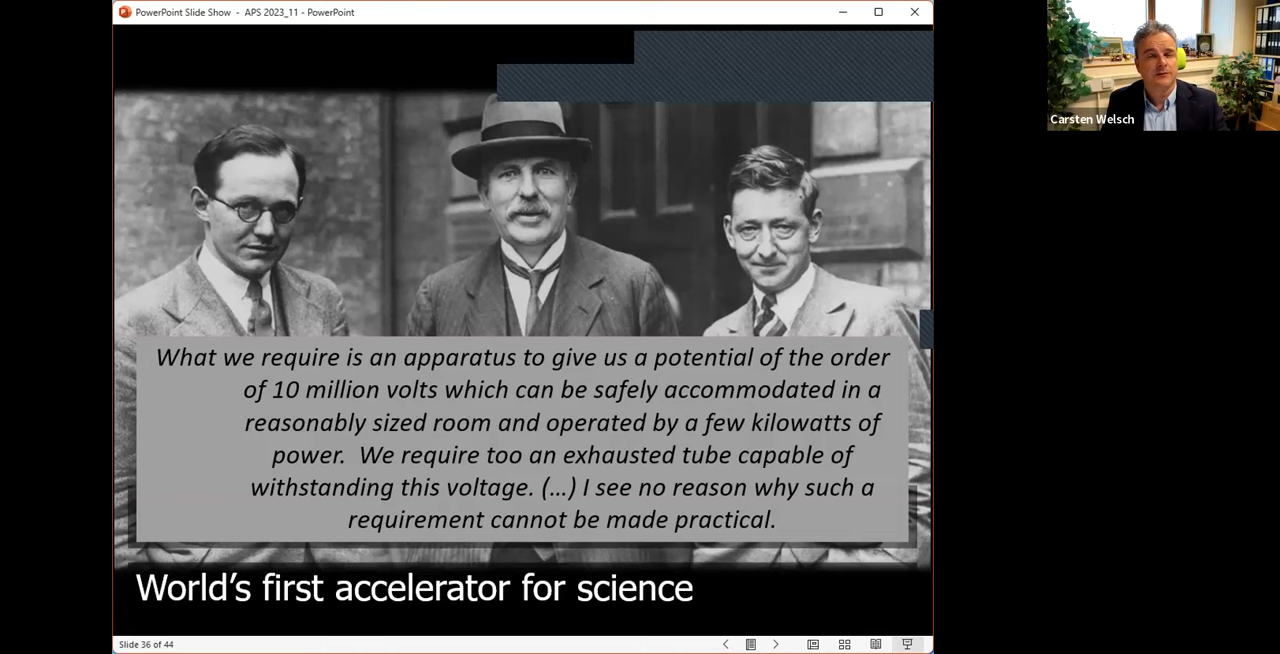 PowerPoint Slide Show - APS 2023_11 - PowerPoint
Carsten Welsch
What we require is an apparatus to give us a potential of the order
of 10 million volts which can be safely accommodated in a
reasonably sized room and operated by a few kilowatts of
power.  We require too an exhausted tube capable of
withstanding this voltage. (…) I see no reason why such a
requirement cannot be made practical.
World’s first accelerator for science
Slide 36 of 44